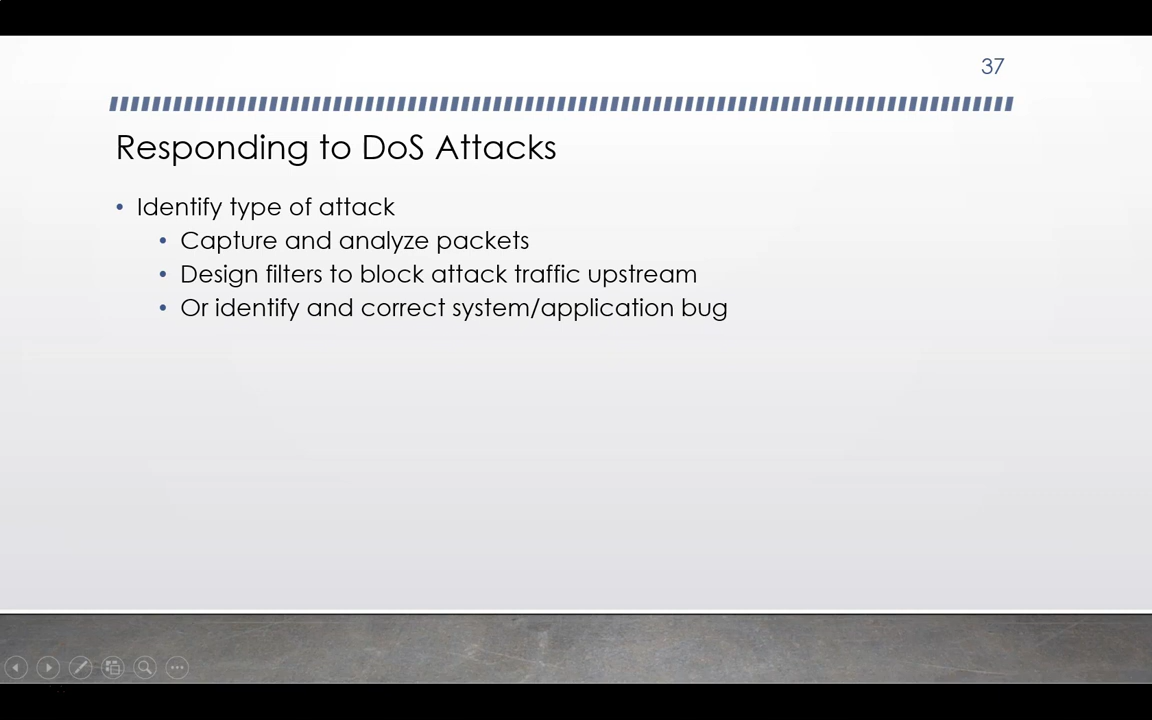 37
Responding to DoS Attacks
• Identify type of attack
• Capture and analyze packets
• Design filters to block attack traffic upstream
• Or identify and correct system/application bug